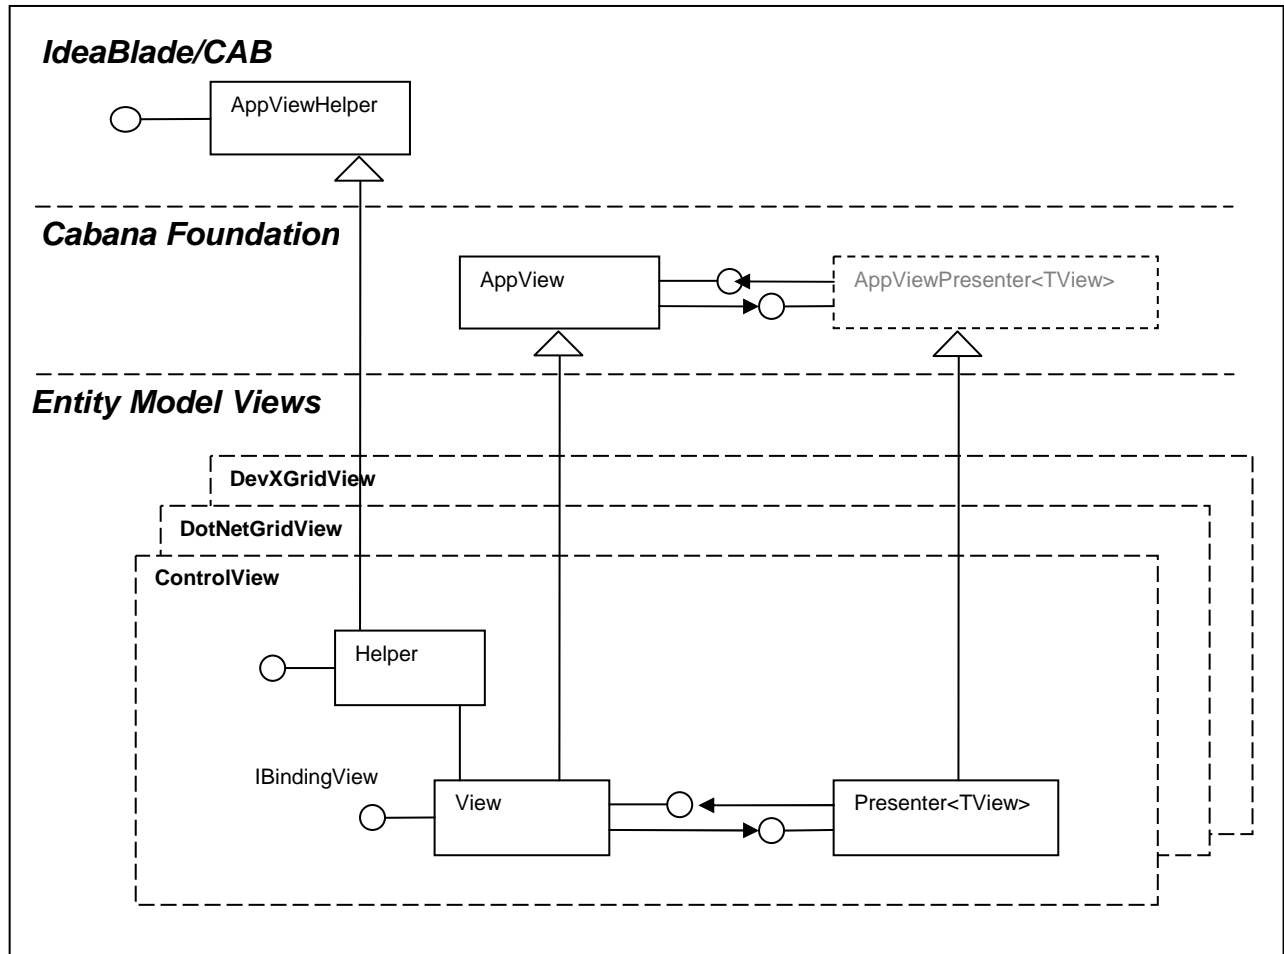 IdeaBlade/CAB
AppViewHelper
Cabana Foundation
AppView
AppViewPresenter<TView>
Entity Model Views
DevXGridView
DotNetGridView
ControlView
Helper
IBindingView
View
Presenter<TView>